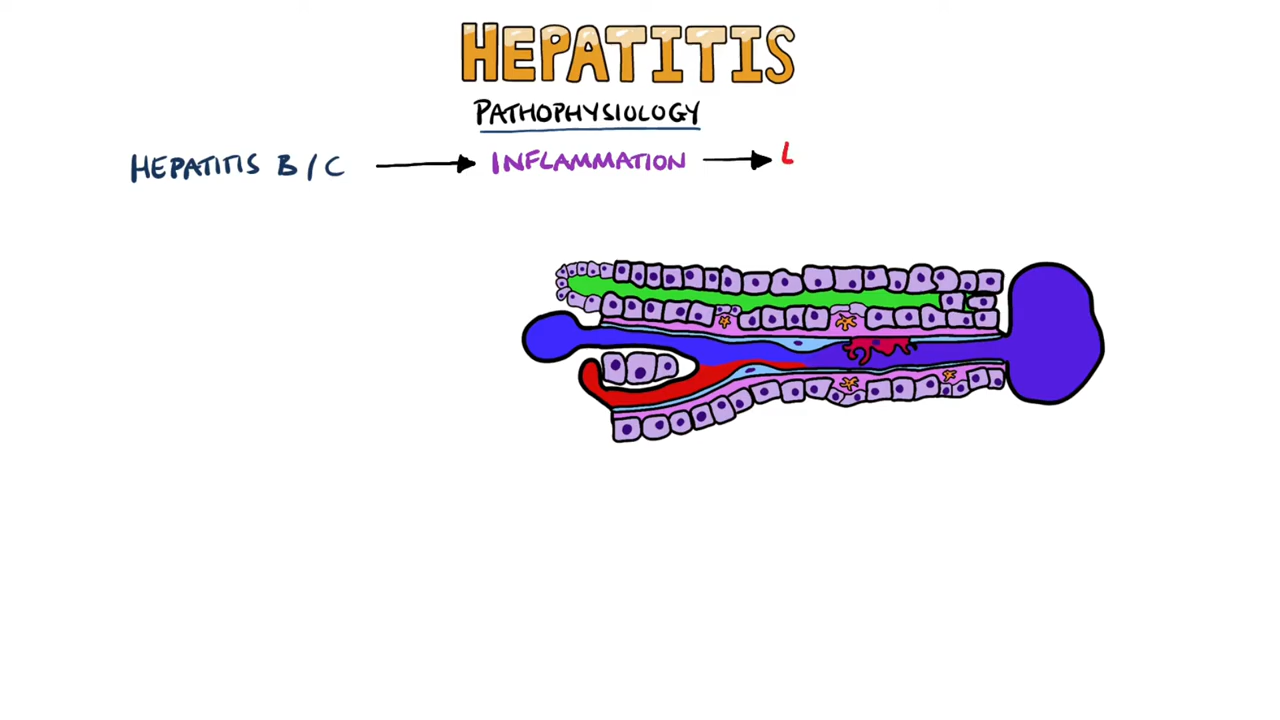 HEPATITIS
PATHOPHYSIOLOGY
HEPATITIS B/C → INFLAMMATION → L